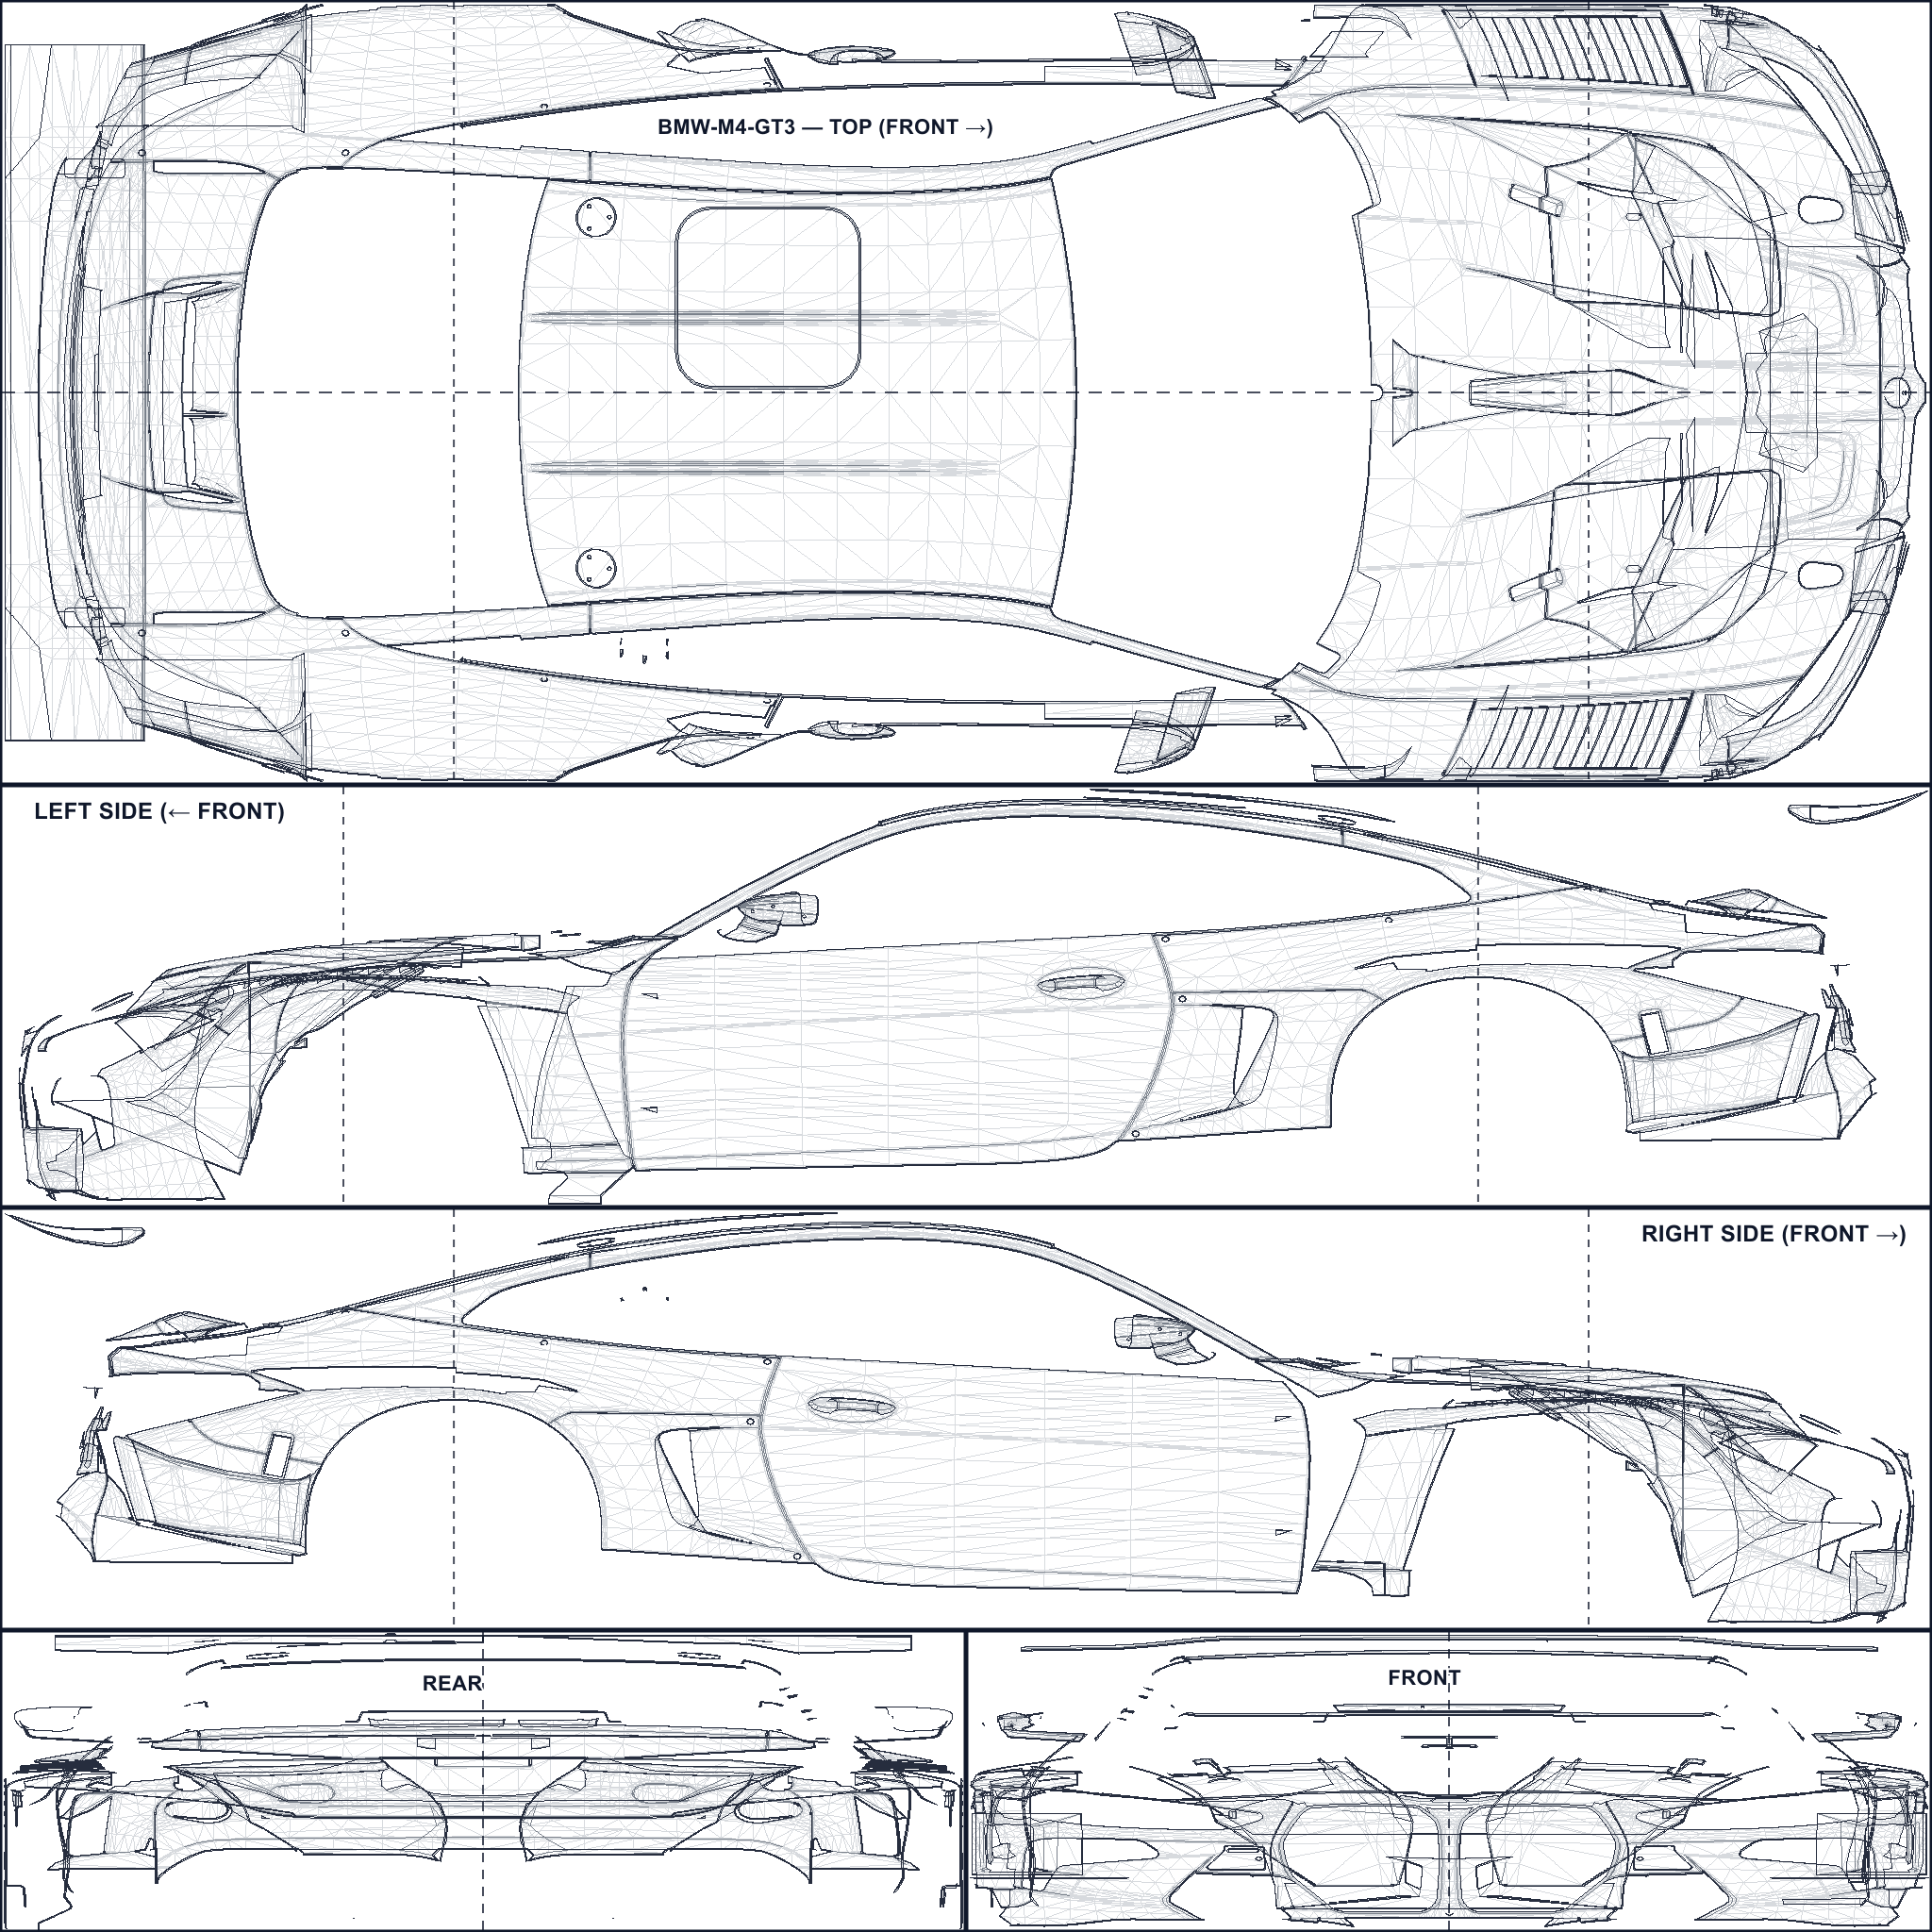 BMW-M4-GT3 — TOP (FRONT →)
LEFT SIDE (← FRONT)
RIGHT SIDE (FRONT →)
REAR
FRONT